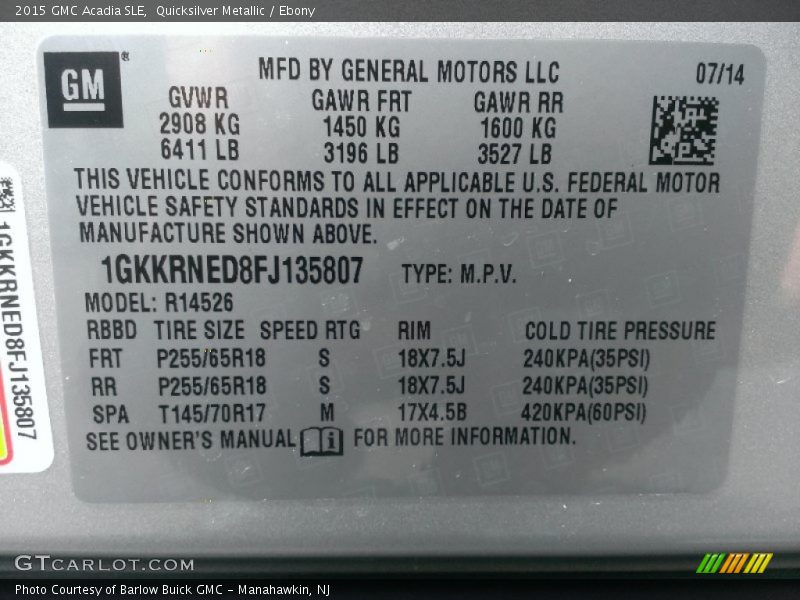 2015 GMC Acadia SLE,  Quicksilver Metallic / Ebony
GM ®
MFD BY GENERAL MOTORS LLC 07/14
GVWR GAWR FRT GAWR RR
2908 KG 1450 KG 1600 KG
6411 LB 3196 LB 3527 LB
THIS VEHICLE CONFORMS TO ALL APPLICABLE U.S. FEDERAL MOTOR
VEHICLE SAFETY STANDARDS IN EFFECT ON THE DATE OF
MANUFACTURE SHOWN ABOVE.
1GKKRNED8FJ135807 TYPE: M.P.V.
MODEL: R14526
RBBD TIRE SIZE SPEED RTG RIM COLD TIRE PRESSURE
FRT P255/65R18 S 18X7.5J 240KPA(35PSI)
RR P255/65R18 S 18X7.5J 240KPA(35PSI)
SPA T145/70R17 M 17X4.5B 420KPA(60PSI)
SEE OWNER'S MANUAL i FOR MORE INFORMATION.
1GKKRNED8FJ135807
GTCARLOT.COM
Photo Courtesy of Barlow Buick GMC - Manahawkin, NJ